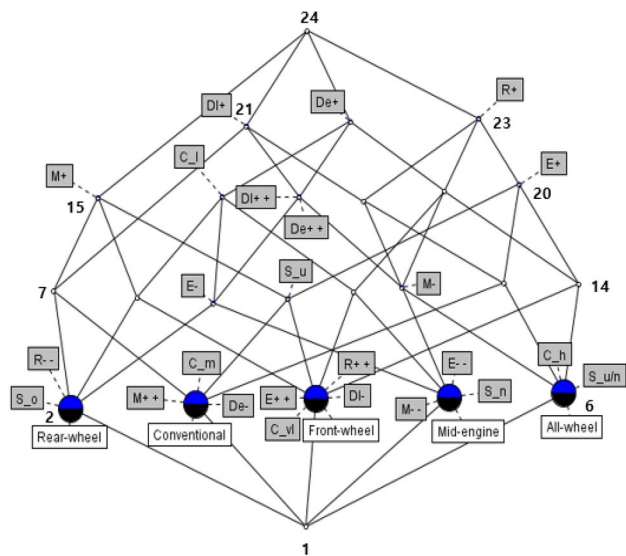 24
R+
Dl+
21
De+
23
C_l
E+
M+
15
Dl+ +
20
De+ +
7
E-
S_u
M-
14
R- -
C_m
R+ +
E- -
C_h
S_o
M+ +
De-
E+ +
Dl-
S_n
S_u/n
2
C_vl
M- -
6
Rear-wheel
Conventional
Front-wheel
Mid-engine
All-wheel
1